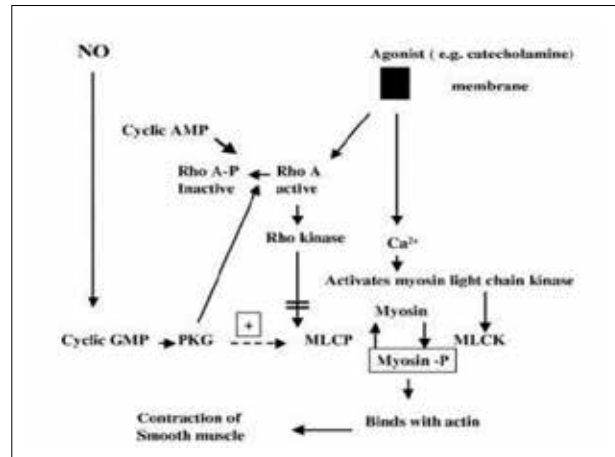 NO
Agonist ( e.g. catecholamine)
membrane
Cyclic AMP
Rho A-P
Inactive
Rho A
active
Rho kinase
Ca²⁺
Activates myosin light chain kinase
Myosin
+
Cyclic GMP
PKG
MLCP
MLCK
Myosin -P
Binds with actin
Contraction of
Smooth muscle